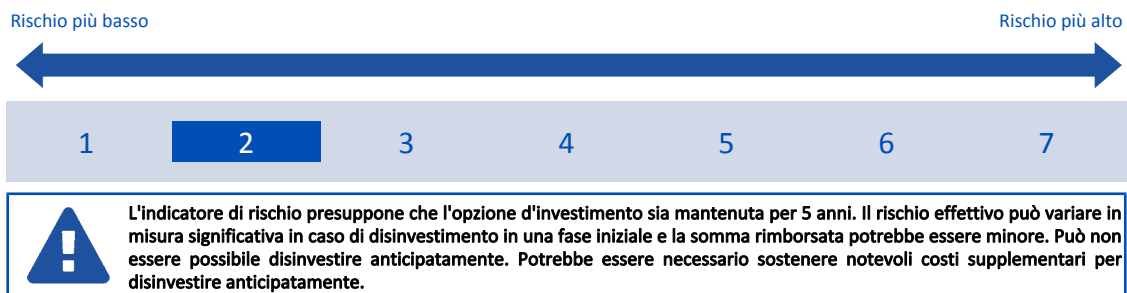 Rischio più basso Rischio più alto
1 2 3 4 5 6 7
L'indicatore di rischio presuppone che l'opzione d'investimento sia mantenuta per 5 anni. Il rischio effettivo può variare in
misura significativa in caso di disinvestimento in una fase iniziale e la somma rimborsata potrebbe essere minore. Può non
essere possibile disinvestire anticipatamente. Potrebbe essere necessario sostenere notevoli costi supplementari per
disinvestire anticipatamente.